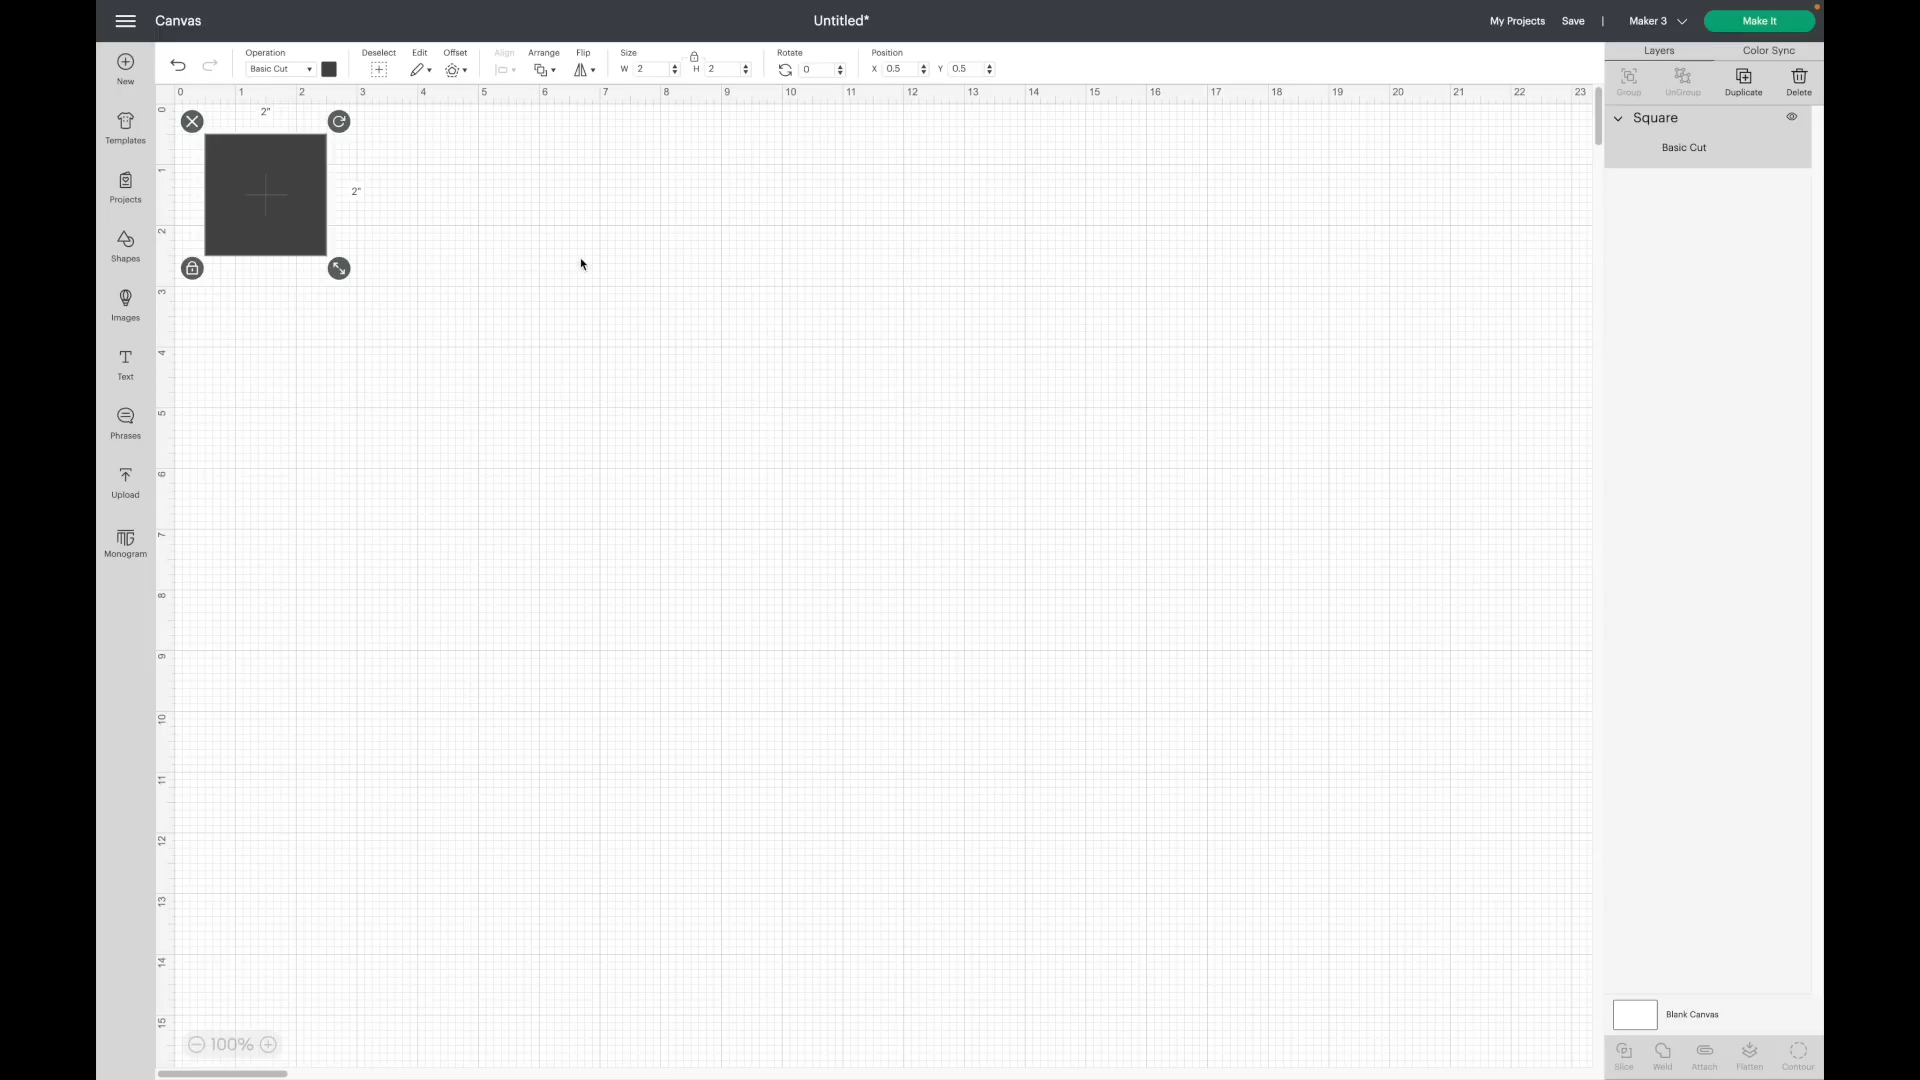 Canvas
Untitled*
My Projects
Save
|
Maker 3
Make It
New
Templates
Projects
Shapes
Images
Text
Phrases
Upload
Monogram
Operation
Basic Cut
Deselect
Edit
Offset
Align
Arrange
Flip
Size
W 2
H 2
Rotate
0
Position
X 0.5
Y 0.5
0 1 2 3 4 5 6 7 8 9 10 11 12 13 14 15 16 17 18 19 20 21 22 23
0
1
2
3
4
5
6
7
8
9
10
11
12
13
14
15
2"
2"
100%
Layers
Color Sync
Group
UnGroup
Duplicate
Delete
Square
Basic Cut
Blank Canvas
Slice
Weld
Attach
Flatten
Contour